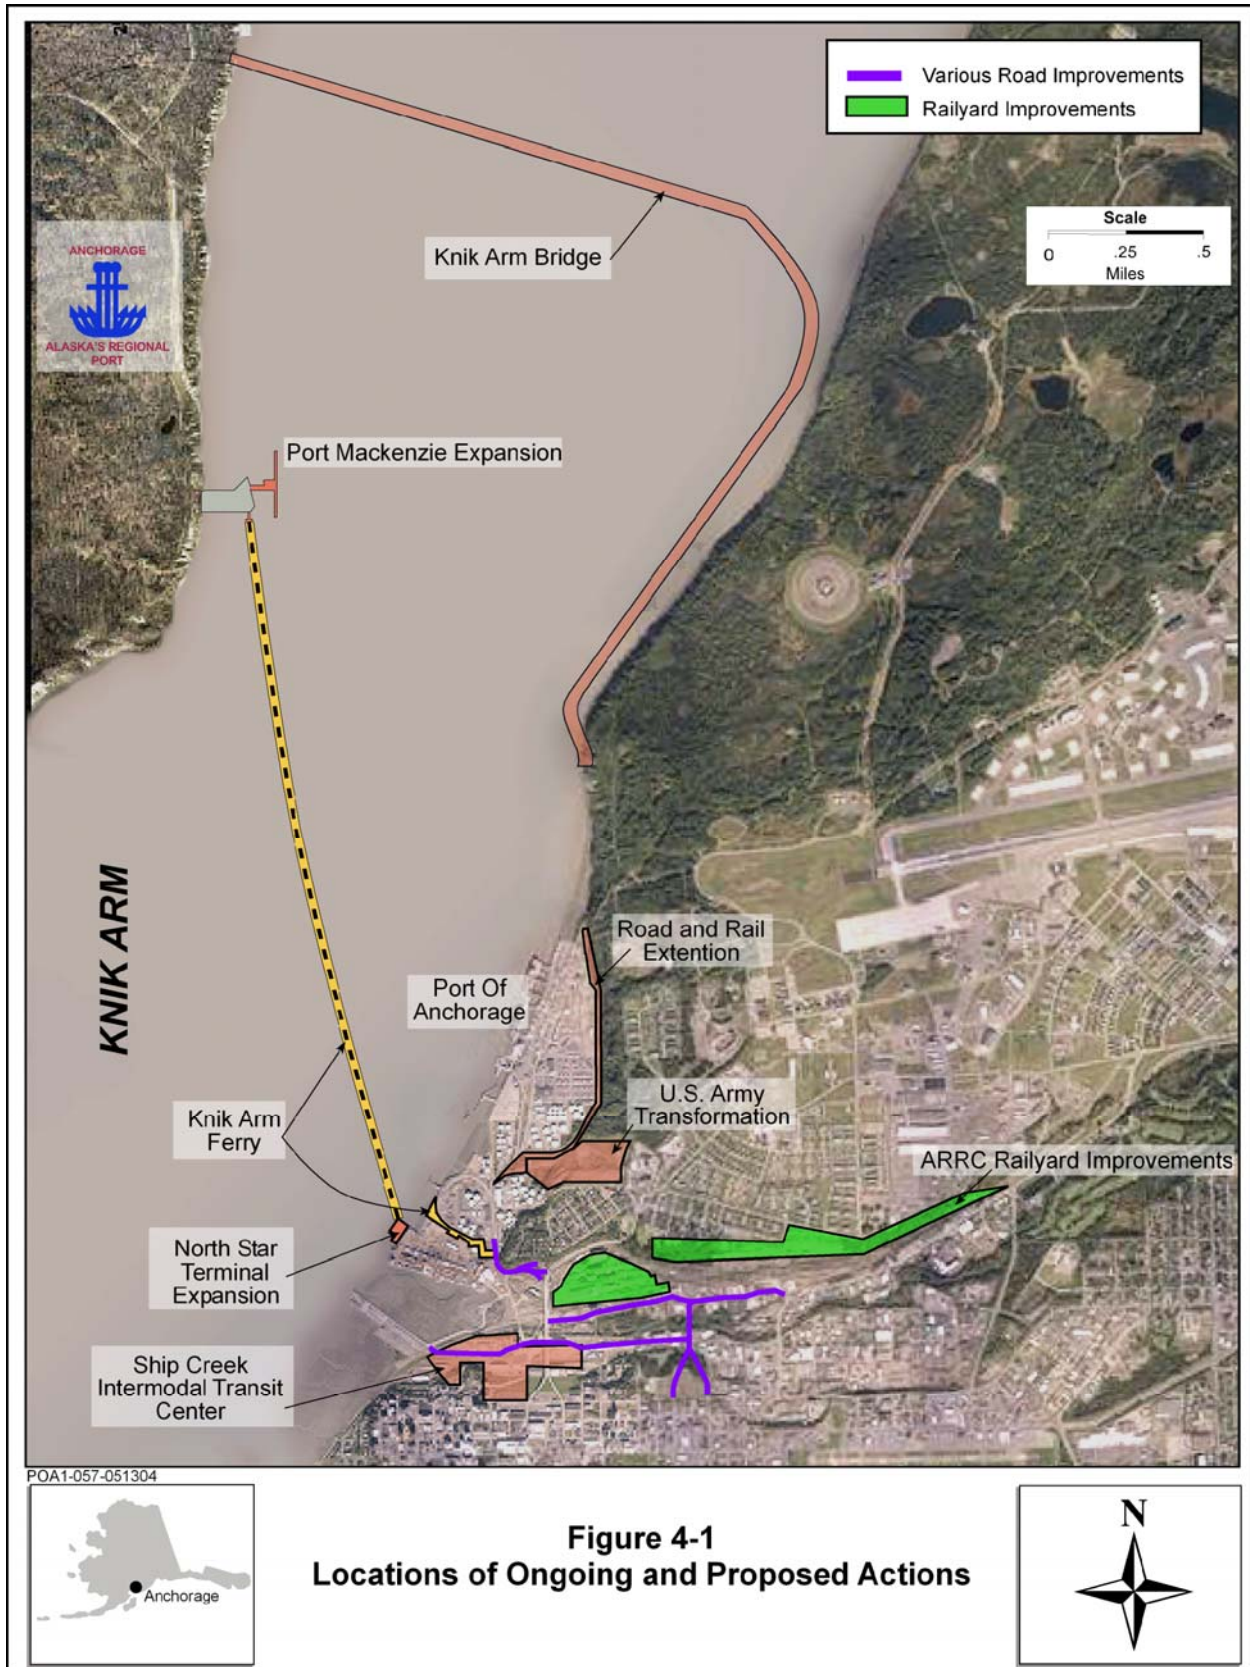 Various Road Improvements
Railyard Improvements
Scale
0 .25 .5
Miles
ANCHORAGE
ALASKA'S REGIONAL
PORT
Knik Arm Bridge
Port Mackenzie Expansion
KNIK ARM
Road and Rail
Extention
Port Of
Anchorage
U.S. Army
Transformation
Knik Arm
Ferry
ARRC Railyard Improvements
North Star
Terminal
Expansion
Ship Creek
Intermodal Transit
Center
POA1-057-051304
Anchorage
Figure 4-1
Locations of Ongoing and Proposed Actions
N